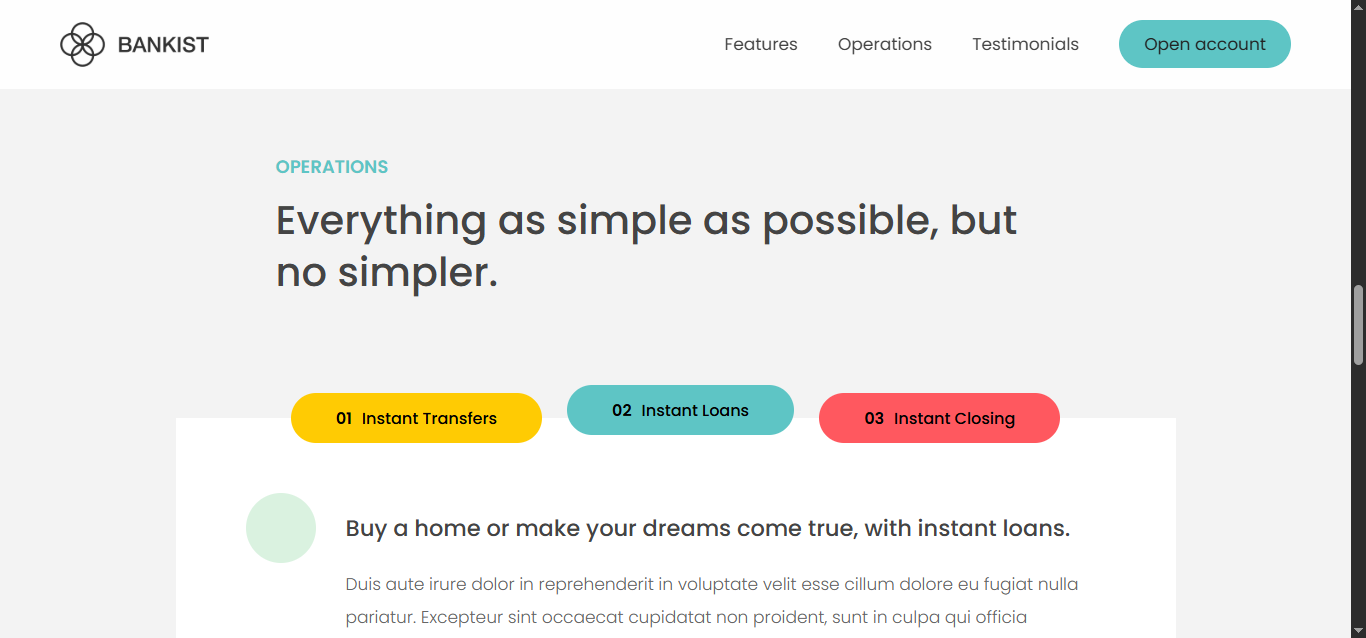 BANKIST
Features Operations Testimonials Open account
OPERATIONS
Everything as simple as possible, but
no simpler.
01 Instant Transfers 02 Instant Loans 03 Instant Closing
Buy a home or make your dreams come true, with instant loans.
Duis aute irure dolor in reprehenderit in voluptate velit esse cillum dolore eu fugiat nulla
pariatur. Excepteur sint occaecat cupidatat non proident, sunt in culpa qui officia